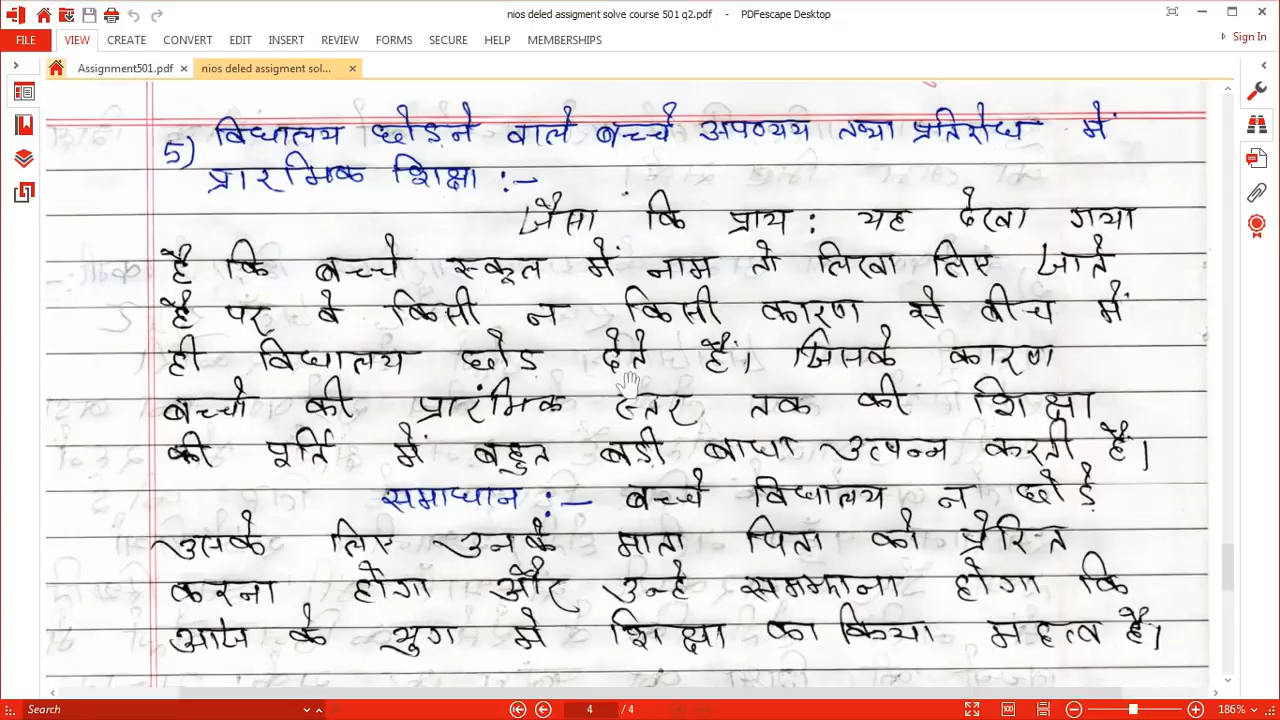 nios deled assigment solve course 501 q2.pdf - PDFescape Desktop
FILE VIEW CREATE CONVERT EDIT INSERT REVIEW FORMS SECURE HELP MEMBERSHIPS Sign In
Assignment501.pdf nios deled assigment sol...
5) विद्यालय छोड़ने वाले बच्चे अपव्यय तथा प्रतिरोध में
प्रारंमिक शिक्षा :-
जैसा कि प्राय: यह देखा गया
है कि बच्चे स्कूल में नाम तो लिखा लिए जाते
है पर वे किसी न किसी कारण से बीच में
ही विद्यालय छोड देते हैं। जिसके कारण
बच्चो की प्रारंमिक स्तर तक की शिक्षा
की पूर्ति में बहुत बड़ी बाधा उत्पन्न करती हैं।
समाधान :- बच्चे विद्यालय न छोड़े
उसके लिए उनके माता पिता को प्रेरित
करना होगा और उन्हे समझाना होगा कि
आज के युग मे शिक्षा का किया महत्व है।
Search 4 / 4 186%